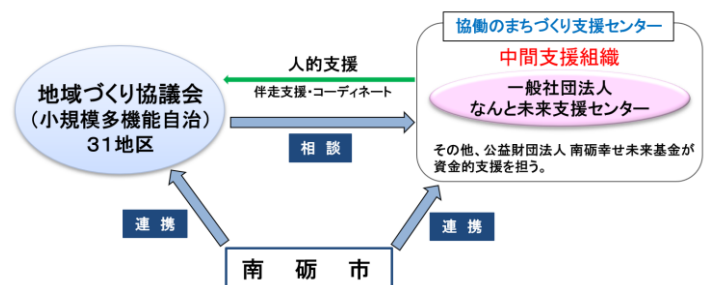 協働のまちづくり支援センター
中間支援組織
一般社団法人
なんと未来支援センター
その他、公益財団法人 南砺幸せ未来基金が
資金的支援を担う。
人的支援
伴走支援・コーディネート
相 談
地域づくり協議会
（小規模多機能自治）
31地区
連 携
連 携
南 砺 市